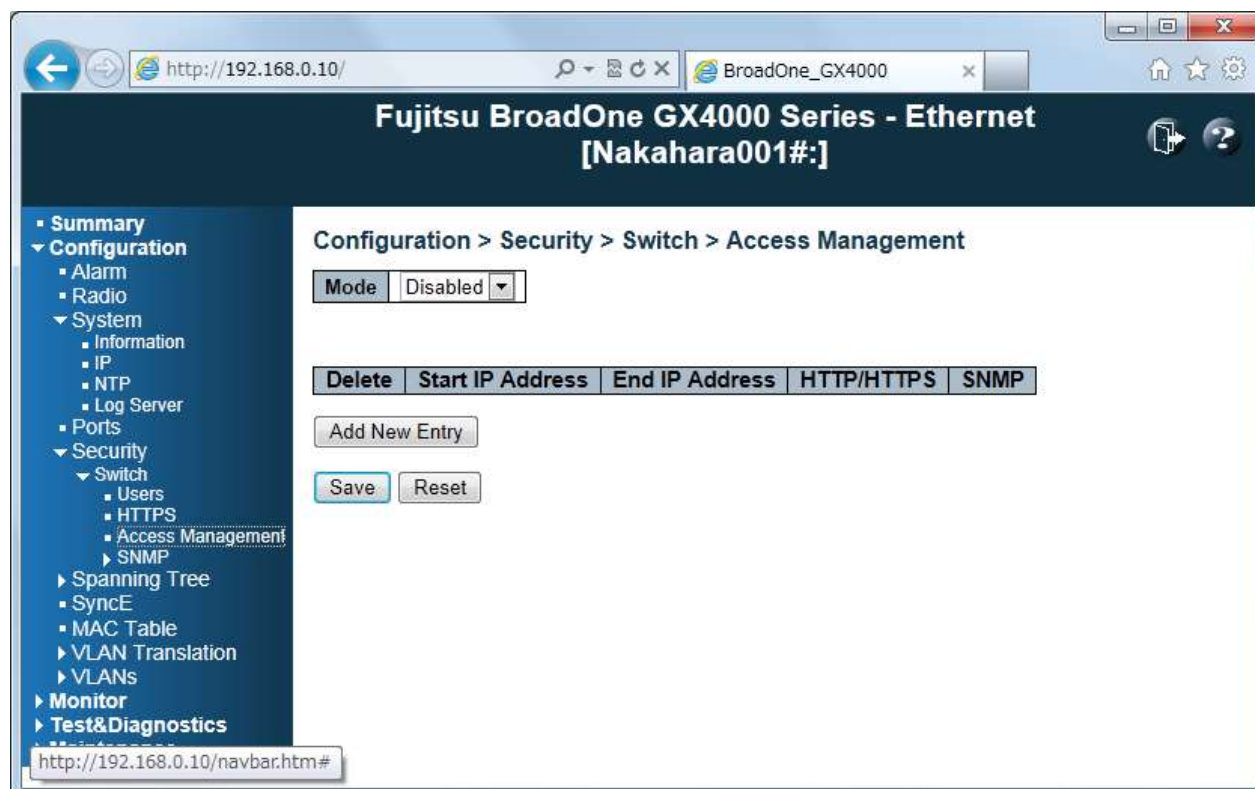 http://192.168.0.10/
BroadOne_GX4000
Fujitsu BroadOne GX4000 Series - Ethernet
[Nakahara001#:]
Summary
Configuration
Alarm
Radio
System
Information
IP
NTP
Log Server
Ports
Security
Switch
Users
HTTPS
Access Management
SNMP
Spanning Tree
SyncE
MAC Table
VLAN Translation
VLANs
Monitor
Test&Diagnostics
http://192.168.0.10/navbar.htm#
Configuration > Security > Switch > Access Management
Mode Disabled
Delete Start IP Address End IP Address HTTP/HTTPS SNMP
Add New Entry
Save Reset